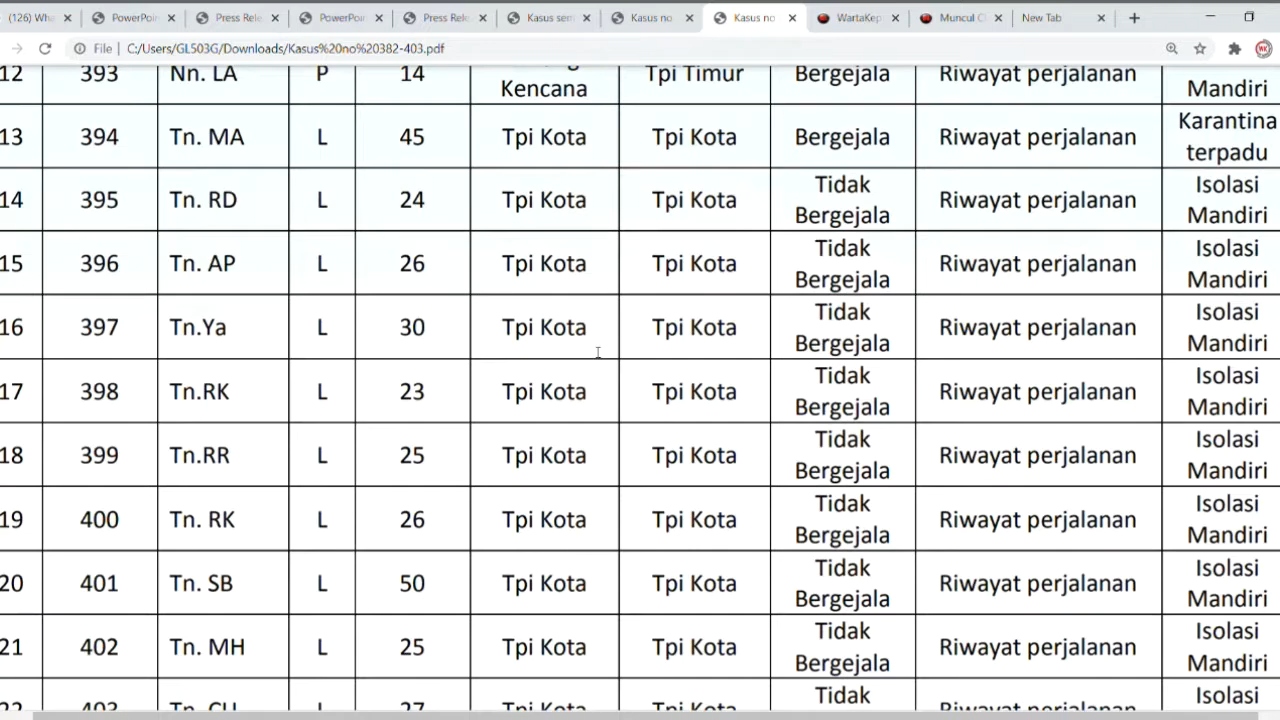 (126) Wha
PowerPoin
Press Rele
PowerPoin
Press Rele
Kasus sem
Kasus no
Kasus no
WartaKep
Muncul C
New Tab
File
C:/Users/GL503G/Downloads/Kasus%20no%20382-403.pdf
12 393 Nn. LA P 14 Kencana Tpi Timur Bergejala Riwayat perjalanan Mandiri
13 394 Tn. MA L 45 Tpi Kota Tpi Kota Bergejala Riwayat perjalanan Karantina
terpadu
14 395 Tn. RD L 24 Tpi Kota Tpi Kota Tidak Riwayat perjalanan Isolasi
Bergejala Mandiri
15 396 Tn. AP L 26 Tpi Kota Tpi Kota Tidak Riwayat perjalanan Isolasi
Bergejala Mandiri
16 397 Tn.Ya L 30 Tpi Kota Tpi Kota Tidak Riwayat perjalanan Isolasi
Bergejala Mandiri
17 398 Tn.RK L 23 Tpi Kota Tpi Kota Tidak Riwayat perjalanan Isolasi
Bergejala Mandiri
18 399 Tn.RR L 25 Tpi Kota Tpi Kota Tidak Riwayat perjalanan Isolasi
Bergejala Mandiri
19 400 Tn. RK L 26 Tpi Kota Tpi Kota Tidak Riwayat perjalanan Isolasi
Bergejala Mandiri
20 401 Tn. SB L 50 Tpi Kota Tpi Kota Tidak Riwayat perjalanan Isolasi
Bergejala Mandiri
21 402 Tn. MH L 25 Tpi Kota Tpi Kota Tidak Riwayat perjalanan Isolasi
Bergejala Mandiri
22 403 Tn. L 27 Tpi Kota Tpi Kota Tidak Riwayat perjalanan Isolasi